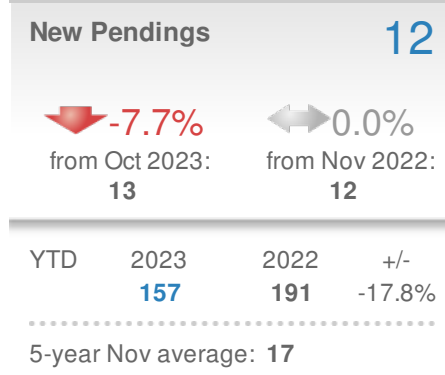 New Pendings 12
-7.7% 0.0%
from Oct 2023: from Nov 2022:
13 12
YTD 2023 2022 +/-
157 191 -17.8%
5-year Nov average: 17